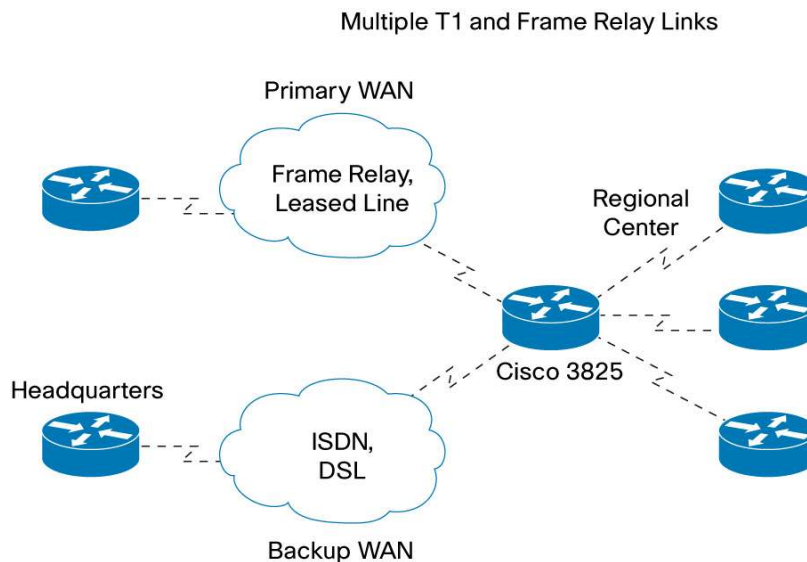 Multiple T1 and Frame Relay Links
Primary WAN
Frame Relay,
Leased Line
Regional
Center
Cisco 3825
Headquarters
ISDN,
DSL
Backup WAN